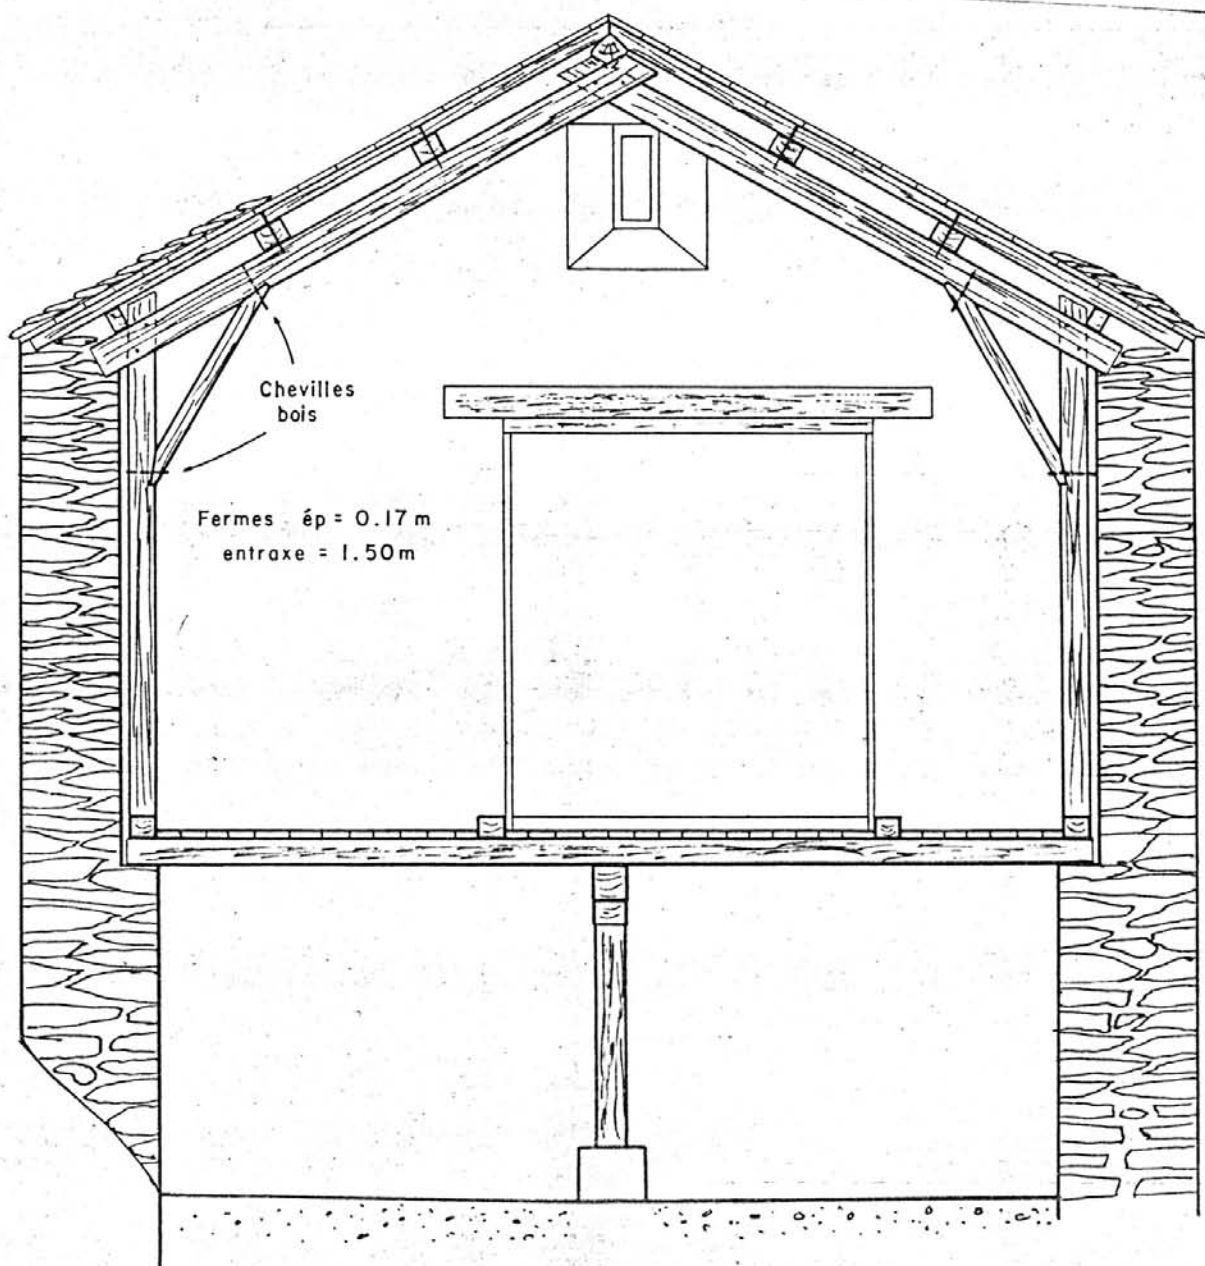 Chevilles
bois
Fermes ép = 0.17 m
entraxe = 1.50m